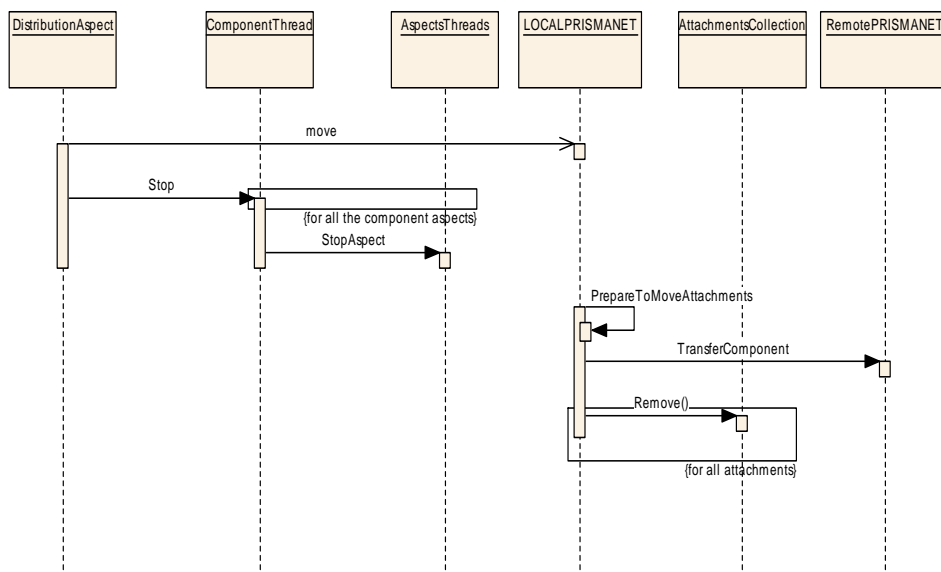 DistributionAspect
ComponentThread
AspectsThreads
LOCALPRISMANET
AttachmentsCollection
RemotePRISMANET
move
Stop
{for all the component aspects}
StopAspect
PrepareToMoveAttachments
TransferComponent
Remove()
{for all attachments}